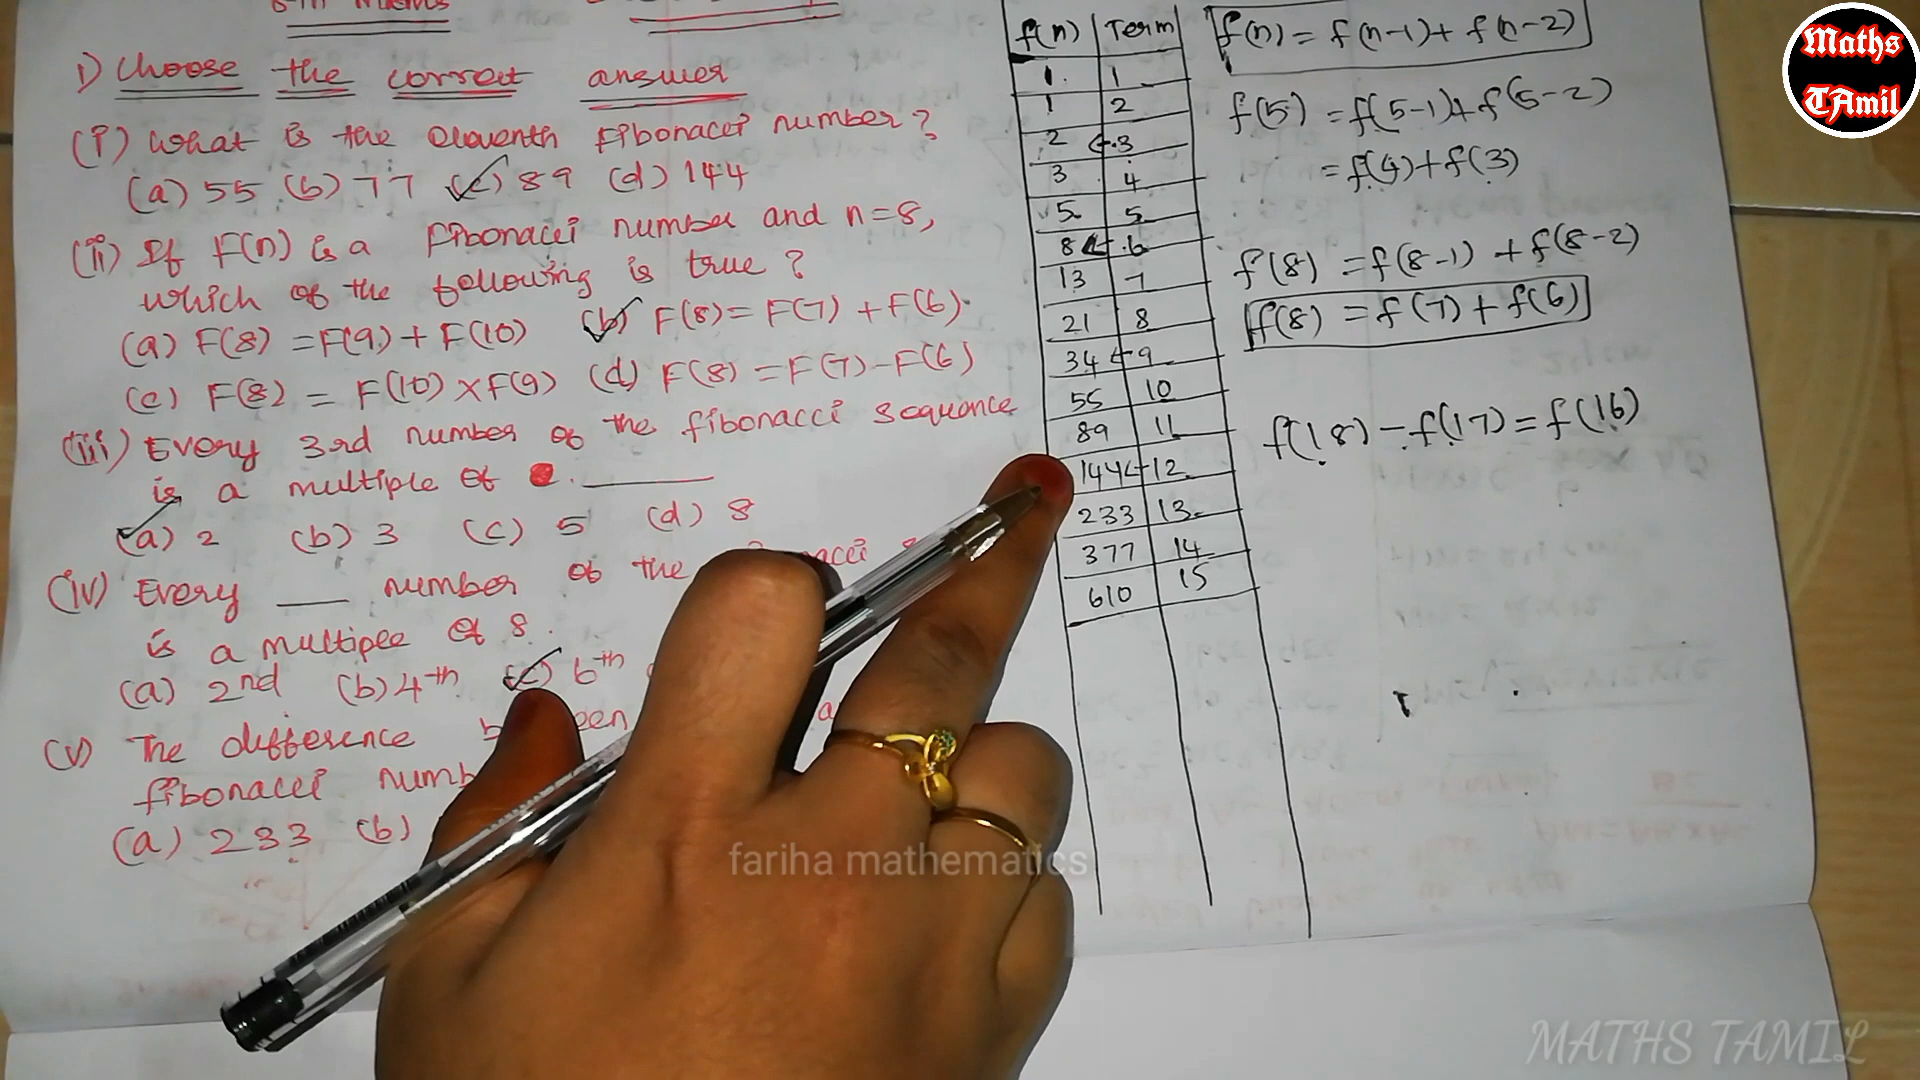 1) Choose the correct answer
(i) What is the eleventh Fibonacci number?
(a) 55 (b) 77 (c) 89 (d) 144
(ii) If F(n) is a Fibonacci number and n=8,
which of the following is true?
(a) F(8) = F(9) + F(10) (b) F(8) = F(7) + F(6)
(c) F(8) = F(10) × F(9) (d) F(8) = F(7) - F(6)
(iii) Every 3rd number of the fibonacci sequence
is a multiple of ______
(a) 2 (b) 3 (c) 5 (d) 8
(iv) Every ___ number of the
is a multiple of 8.
(a) 2nd (b) 4th (c) 6th
(v) The difference
fibonacci
(a) 233 (b)
f(n) Term
1 1
1 2
2 3
3 4
5 5
8 6
13 7
21 8
34 9
55 10
89 11
144 12
233 13
377 14
610 15
f(n) = f(n-1) + f(n-2)
f(5) = f(5-1) + f(5-2)
= f(4) + f(3)
f(8) = f(8-1) + f(8-2)
f(8) = f(7) + f(6)
f(18) - f(17) = f(16)
Maths
TAmil
fariha mathematics
MATHS TAMIL